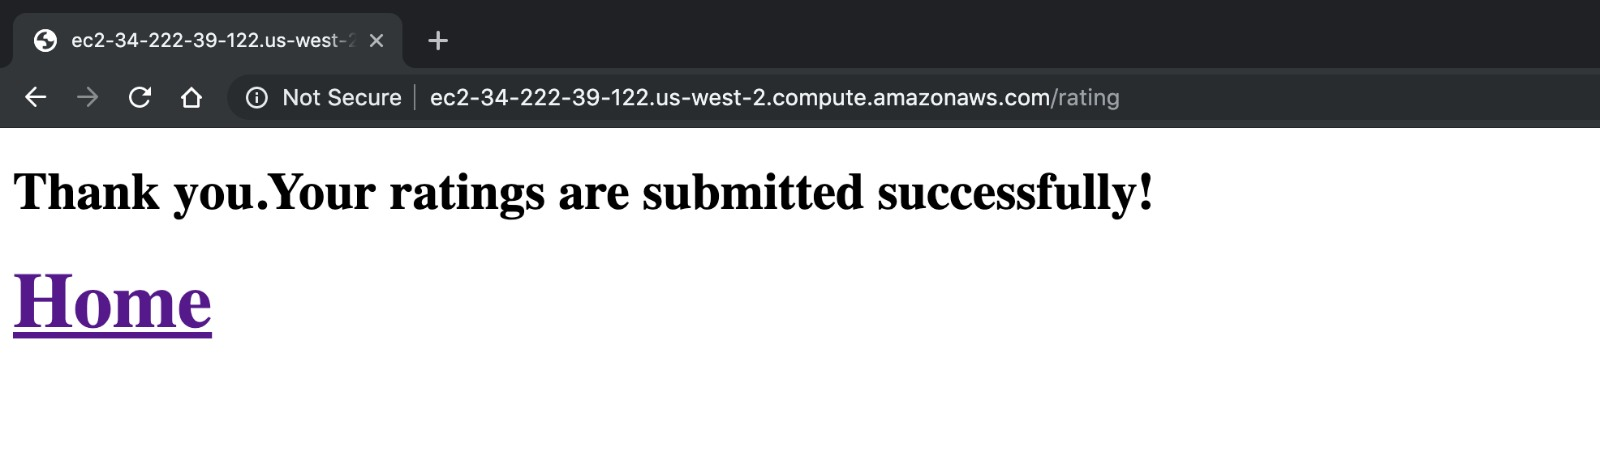 ec2-34-222-39-122.us-west-2
Not Secure
ec2-34-222-39-122.us-west-2.compute.amazonaws.com/rating
Thank you.Your ratings are submitted successfully!
Home